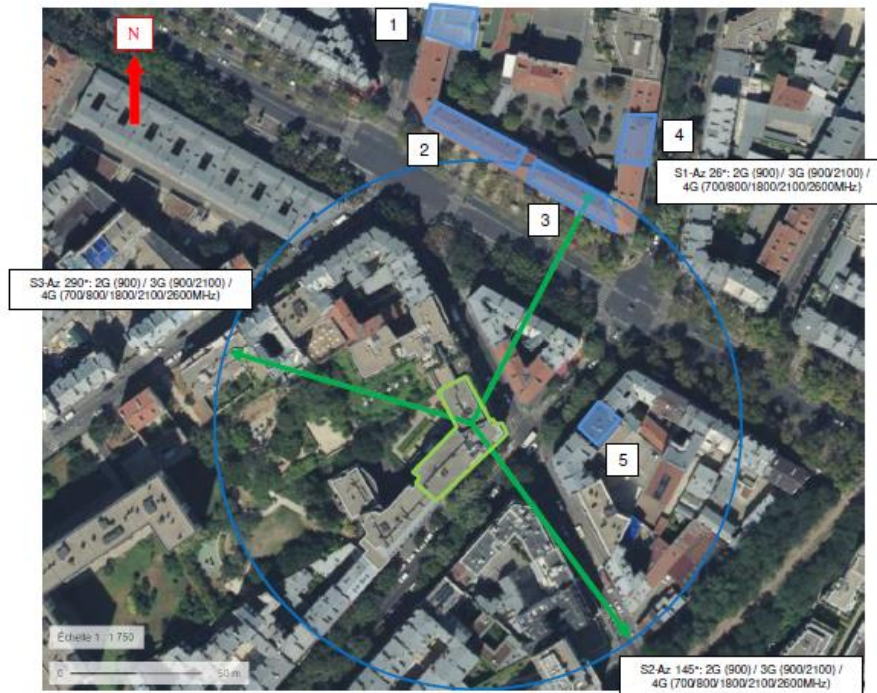 1
N
2
4
S1-Az 26°: 2G (900) / 3G (900/2100) /
4G (700/800/1800/2100/2600MHz)
3
S3-Az 290°: 2G (900) / 3G (900/2100) /
4G (700/800/1800/2100/2600MHz)
5
Échelle 1 : 1 750
0 50 m
S2-Az 145°: 2G (900) / 3G (900/2100) /
4G (700/800/1800/2100/2600MHz)